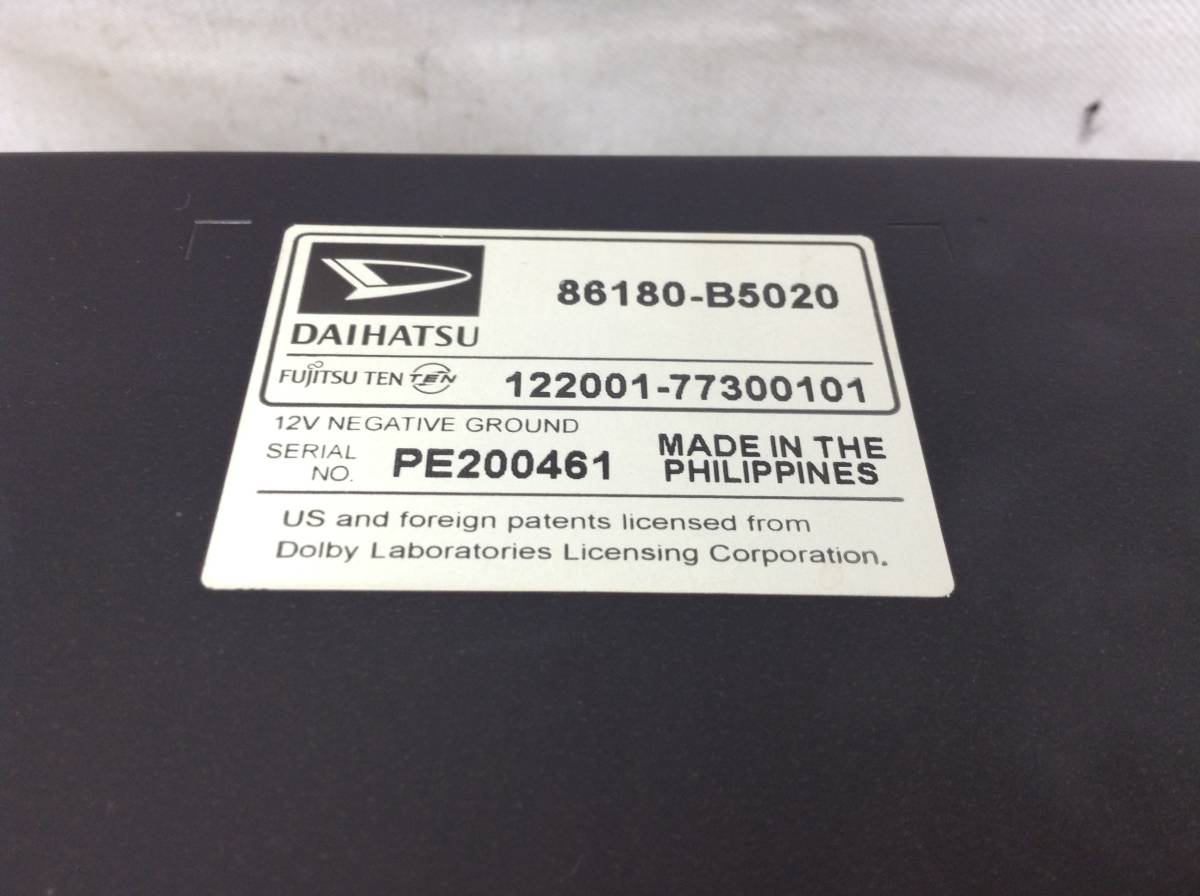 86180-B5020
DAIHATSU
FUJITSU TEN TEN 122001-77300101
12V NEGATIVE GROUND
SERIAL NO. PE200461
MADE IN THE
PHILIPPINES
US and foreign patents licensed from
Dolby Laboratories Licensing Corporation.